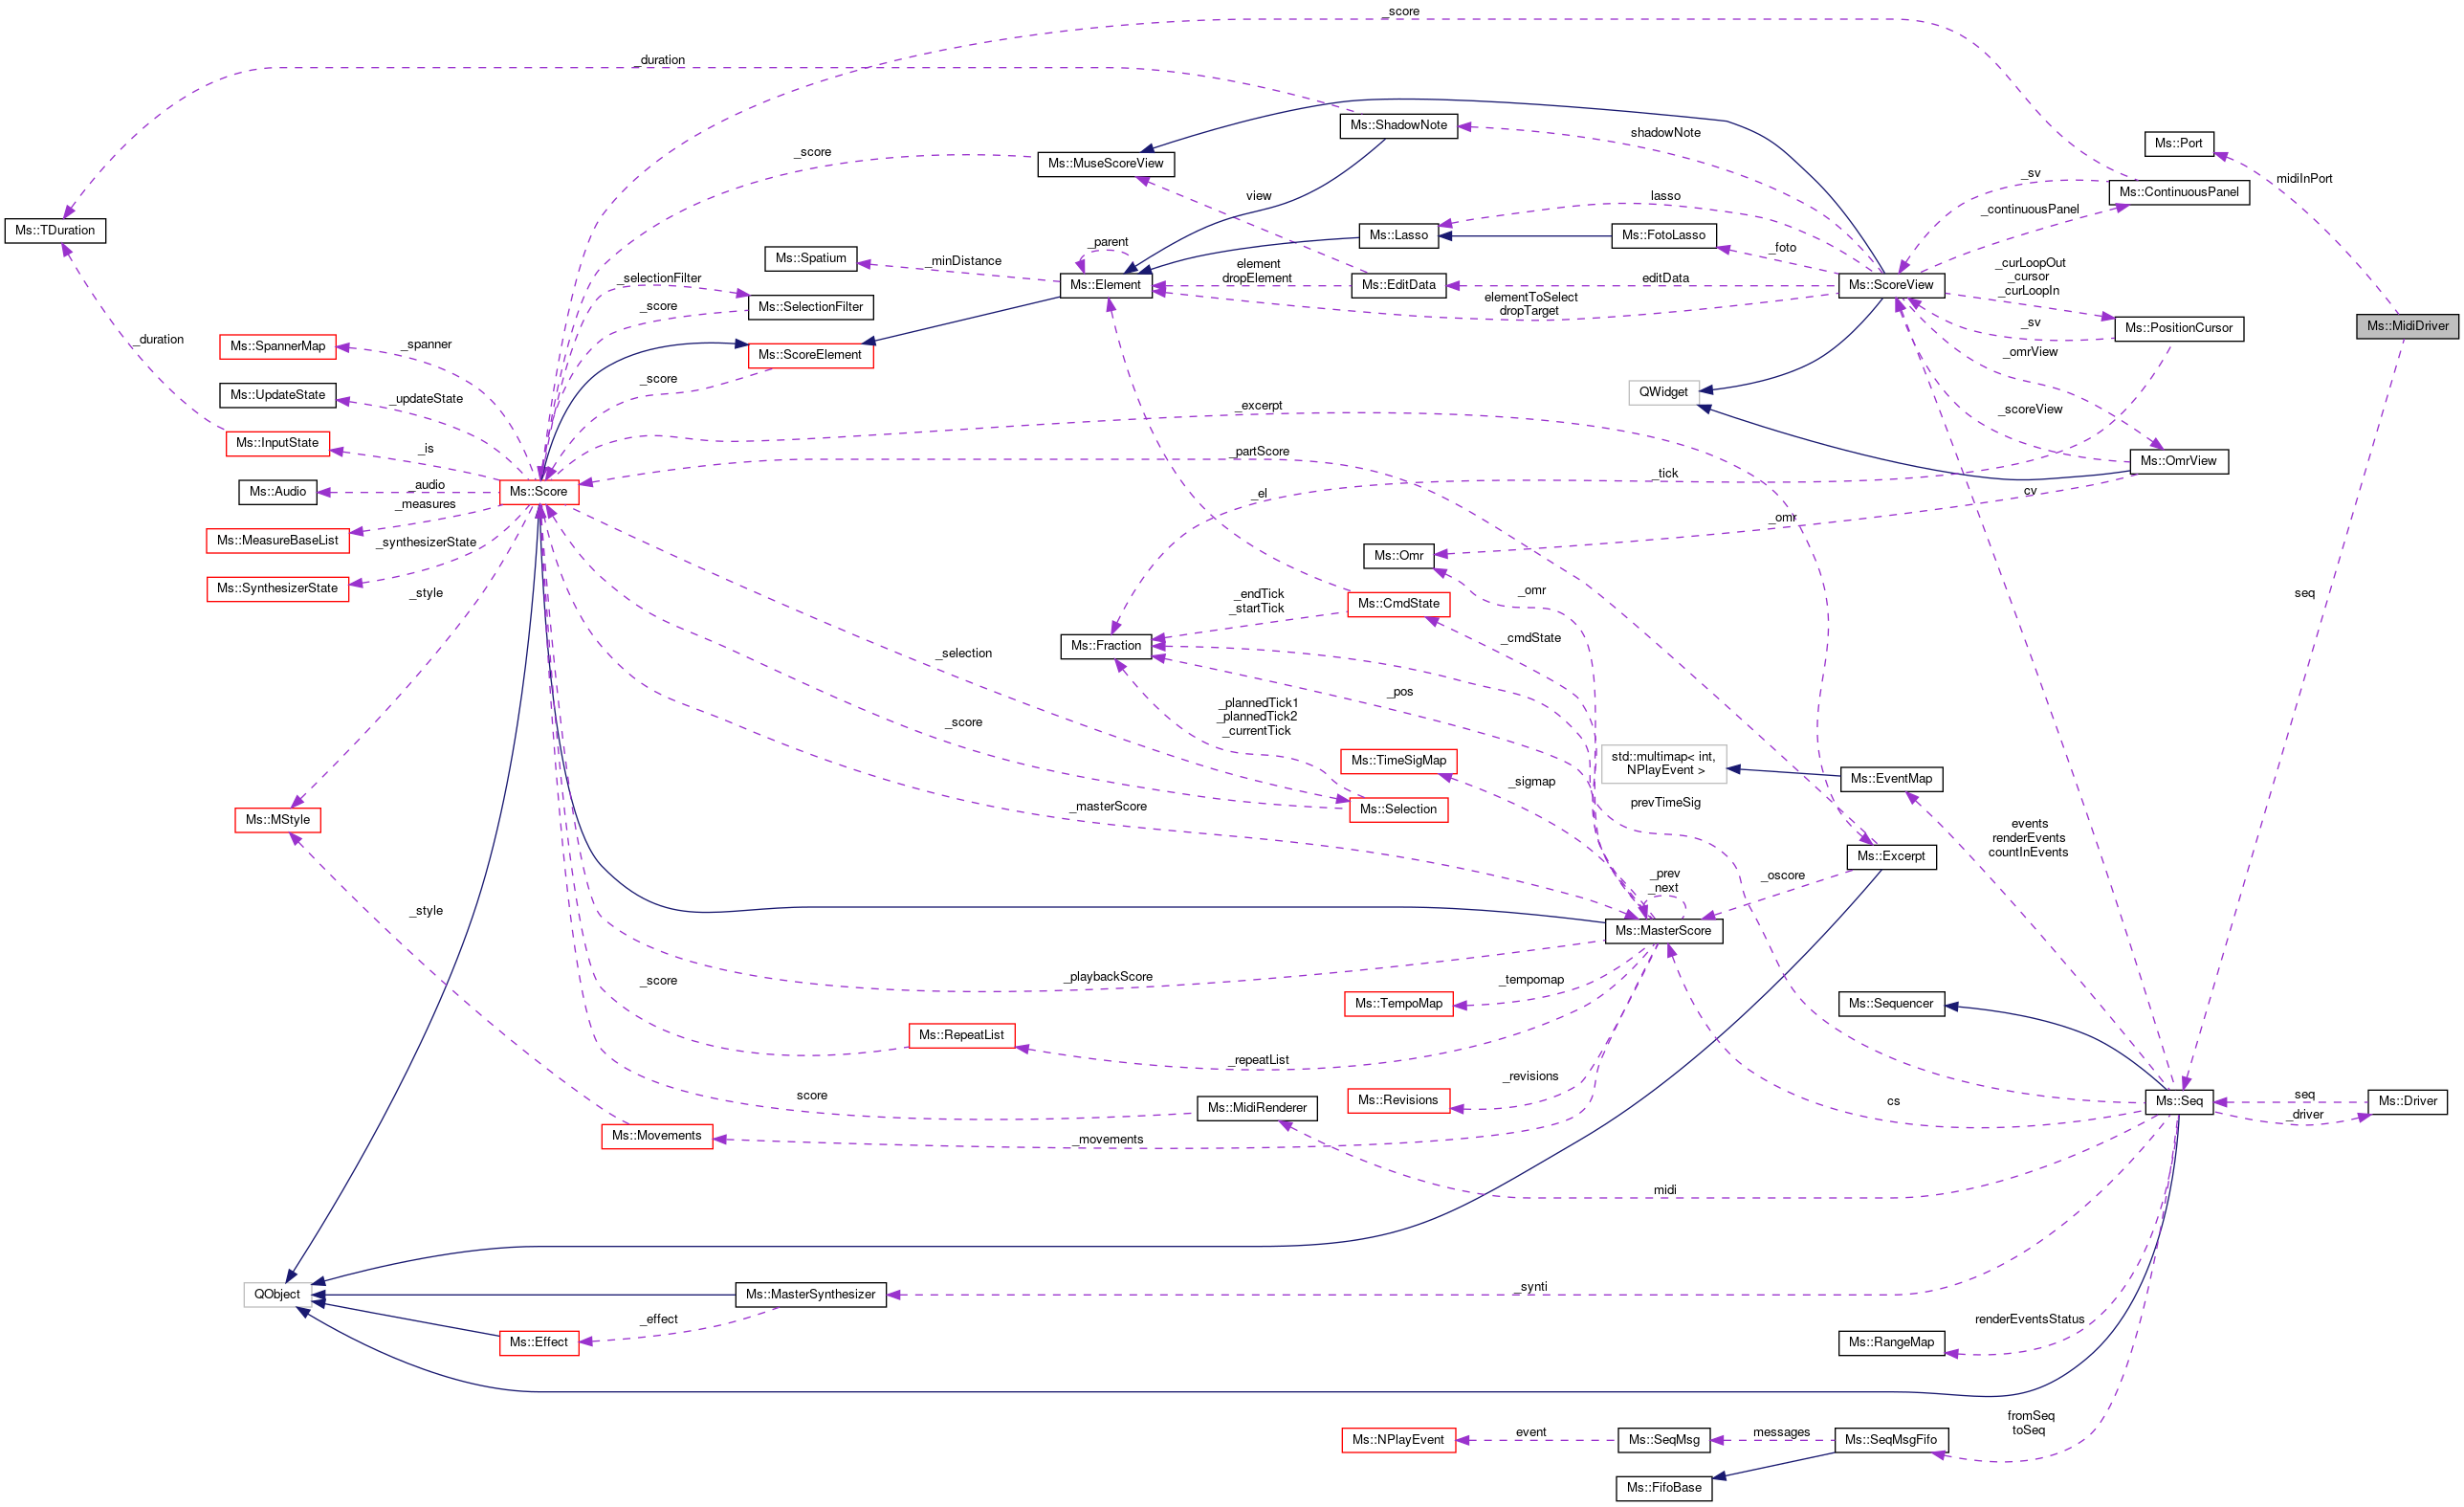 _score
_duration
Ms::ShadowNote
shadowNote
Ms::Port
_score
Ms::MuseScoreView
midiInPort
_sv
Ms::ContinuousPanel
view
lasso
_continuousPanel
Ms::TDuration
Ms::Lasso
Ms::FotoLasso
_parent
_foto
Ms::Spatium
_minDistance
element
dropElement
_curLoopOut
_cursor
_curLoopIn
_selectionFilter
Ms::Element
Ms::EditData
editData
Ms::ScoreView
_score
Ms::SelectionFilter
elementToSelect
dropTarget
_sv
Ms::PositionCursor
Ms::MidiDriver
_duration
Ms::SpannerMap
_spanner
Ms::ScoreElement
_omrView
_score
Ms::UpdateState
_updateState
QWidget
_excerpt
_scoreView
Ms::InputState
_is
_partScore
Ms::OmrView
_tick
Ms::Audio
_audio
Ms::Score
_el
cv
_measures
_omr
Ms::MeasureBaseList
_synthesizerState
Ms::Omr
Ms::SynthesizerState
_style
_endTick
_startTick
_omr
Ms::CmdState
seq
Ms::Fraction
_cmdState
_selection
_pos
_plannedTick1
_plannedTick2
_currentTick
_score
Ms::TimeSigMap
std::multimap< int,
NPlayEvent >
Ms::EventMap
_sigmap
_masterScore
Ms::Selection
prevTimeSig
Ms::MStyle
events
renderEvents
countInEvents
Ms::Excerpt
_prev
_next
_oscore
_style
Ms::MasterScore
_playbackScore
_score
_tempomap
Ms::TempoMap
Ms::Sequencer
Ms::RepeatList
_repeatList
_revisions
score
Ms::MidiRenderer
Ms::Revisions
cs
Ms::Seq
seq
_driver
Ms::Driver
Ms::Movements
_movements
midi
QObject
Ms::MasterSynthesizer
_synti
_effect
Ms::Effect
renderEventsStatus
Ms::RangeMap
fromSeq
toSeq
Ms::NPlayEvent
event
Ms::SeqMsg
messages
Ms::SeqMsgFifo
Ms::FifoBase